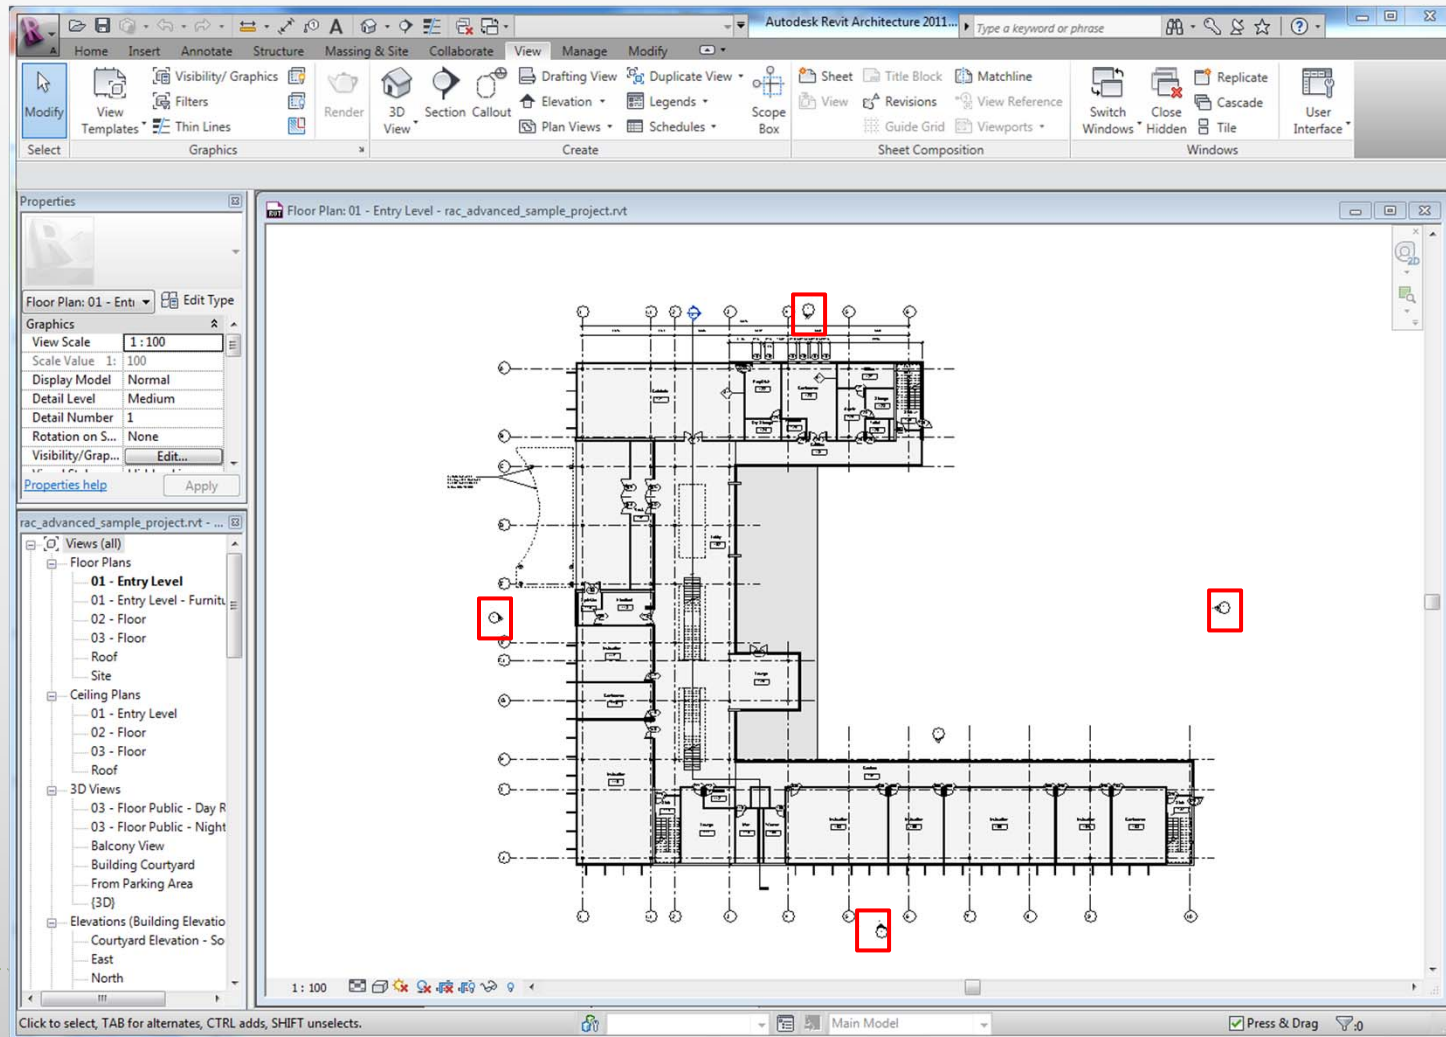 Autodesk Revit Architecture 2011...
Type a keyword or phrase
Home Insert Annotate Structure Massing & Site Collaborate View Manage Modify
Modify
View Templates
Visibility/ Graphics
Filters
Thin Lines
Render
3D View
Section
Callout
Drafting View
Elevation
Plan Views
Duplicate View
Legends
Schedules
Scope Box
Sheet
View
Title Block
Revisions
Guide Grid
Matchline
View Reference
Viewports
Switch Windows
Close Hidden
Replicate
Cascade
Tile
User Interface
Select Graphics Create Sheet Composition Windows
Properties
Floor Plan: 01 - Enti
Edit Type
Graphics
View Scale 1 : 100
Scale Value 1: 100
Display Model Normal
Detail Level Medium
Detail Number 1
Rotation on S... None
Visibility/Grap... Edit...
Properties help Apply
rac_advanced_sample_project.rvt - ...
Views (all)
Floor Plans
01 - Entry Level
01 - Entry Level - Furnitu
02 - Floor
03 - Floor
Roof
Site
Ceiling Plans
01 - Entry Level
02 - Floor
03 - Floor
Roof
3D Views
03 - Floor Public - Day R
03 - Floor Public - Night
Balcony View
Building Courtyard
From Parking Area
{3D}
Elevations (Building Elevatio
Courtyard Elevation - So
East
North
Floor Plan: 01 - Entry Level - rac_advanced_sample_project.rvt
2D
1 : 100
Click to select, TAB for alternates, CTRL adds, SHIFT unselects.
Main Model
Press & Drag
:0